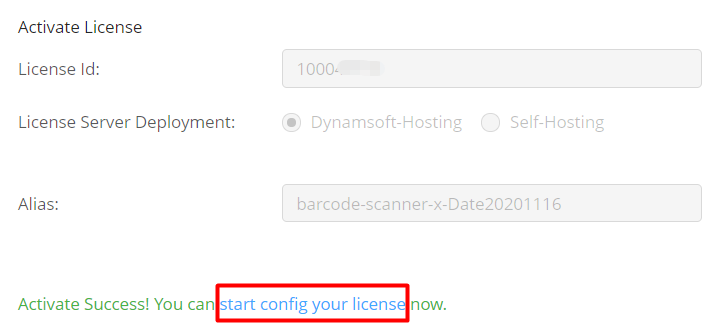 Activate License
License Id:
1000
License Server Deployment:
Dynamsoft-Hosting
Self-Hosting
Alias:
barcode-scanner-x-Date20201116
Activate Success! You can start config your license now.